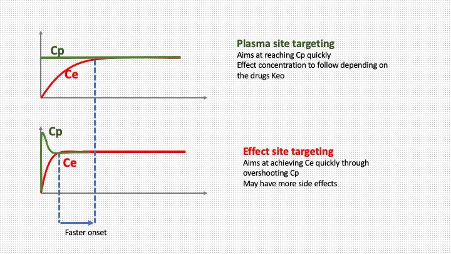 Cp
Ce
Plasma site targeting
Aims at reaching Cp quickly
Effect concentration to follow depending on
the drugs Keo
Cp
Ce
Effect site targeting
Aims at achieving Ce quickly through
overshooting Cp
May have more side effects
Faster onset